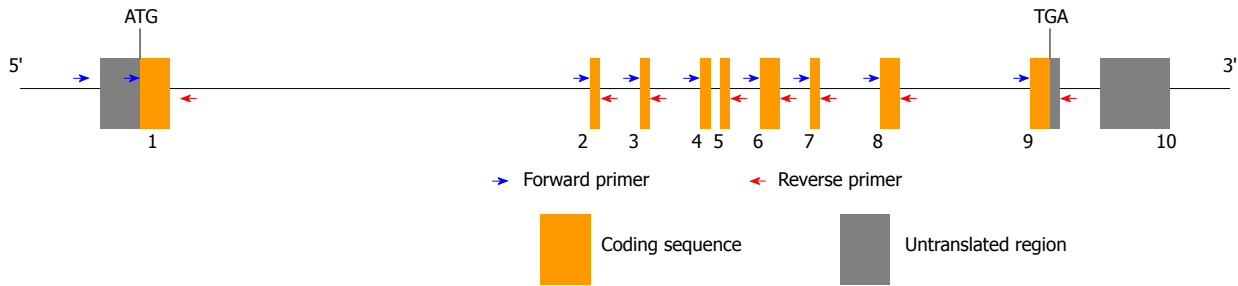 ATG TGA
5' 3'
1 2 3 4 5 6 7 8 9 10
Forward primer Reverse primer
Coding sequence Untranslated region